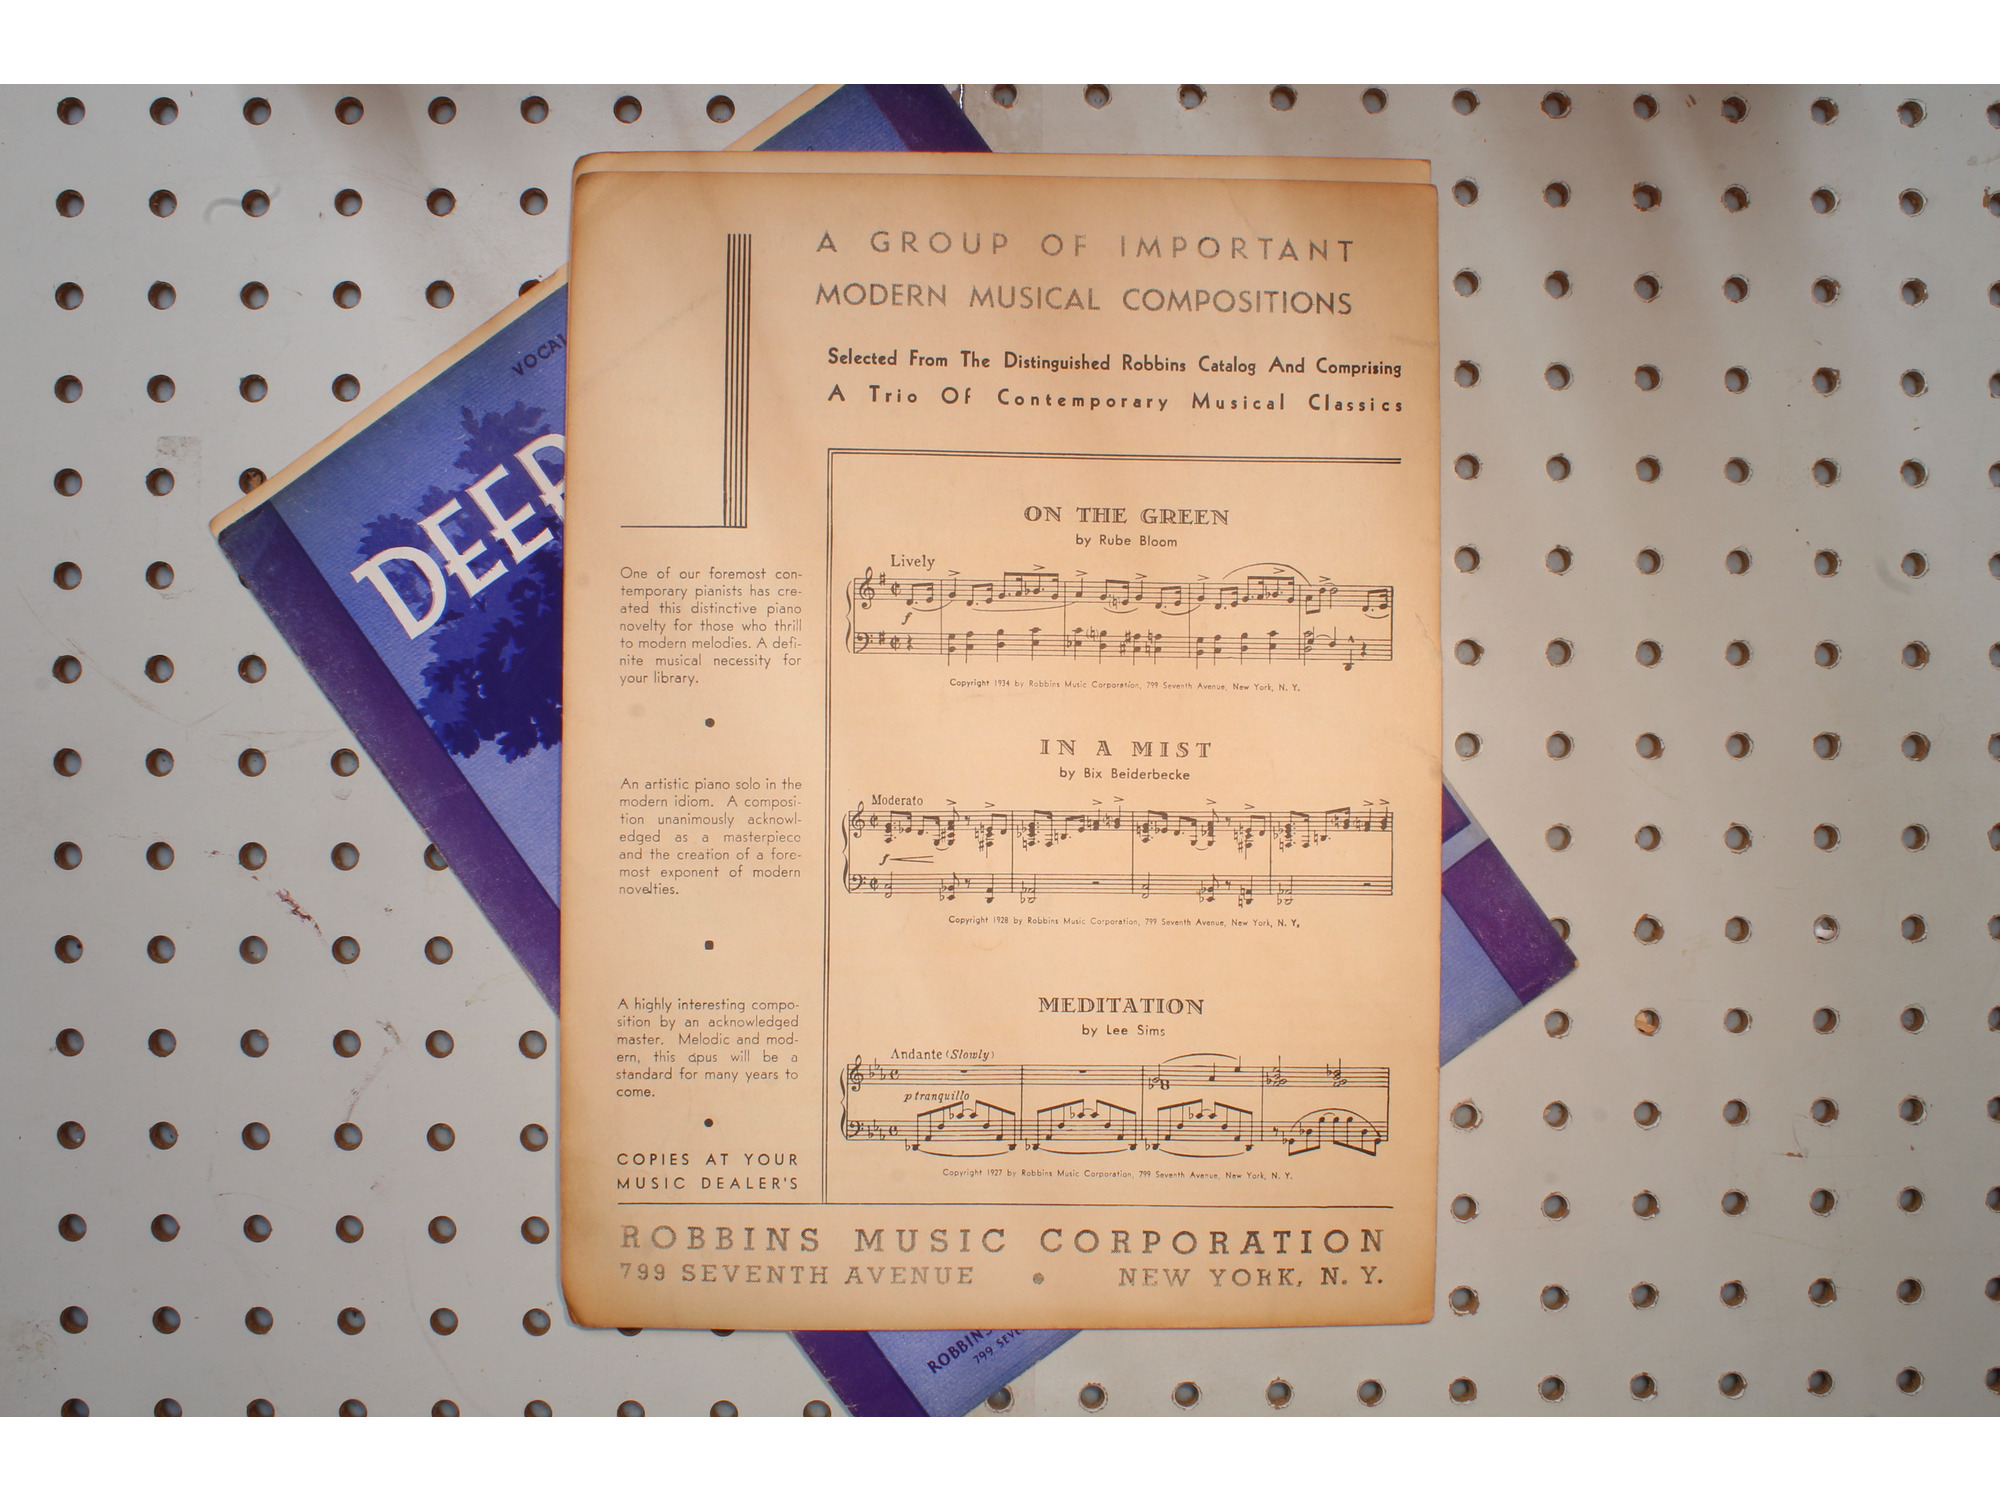 A GROUP OF IMPORTANT
MODERN MUSICAL COMPOSITIONS
Selected From The Distinguished Robbins Catalog And Comprising
A Trio Of Contemporary Musical Classics
One of our foremost con-
temporary pianists has cre-
ated this distinctive piano
novelty for those who thrill
to modern melodies. A defi-
nite musical necessity for
your library.
ON THE GREEN
by Rube Bloom
Lively
f
Copyright 1934 by Robbins Music Corporation, 799 Seventh Avenue, New York, N. Y.
An artistic piano solo in the
modern idiom. A composi-
tion unanimously acknowl-
edged as a masterpiece
and the creation of a fore-
most exponent of modern
novelties.
IN A MIST
by Bix Beiderbecke
Moderato
f
Copyright 1928 by Robbins Music Corporation, 799 Seventh Avenue, New York, N. Y.
A highly interesting compo-
sition by an acknowledged
master. Melodic and mod-
ern, this opus will be a
standard for many years to
come.
MEDITATION
by Lee Sims
Andante (Slowly)
p tranquillo
Copyright 1927 by Robbins Music Corporation, 799 Seventh Avenue, New York, N. Y.
COPIES AT YOUR
MUSIC DEALER'S
ROBBINS MUSIC CORPORATION
799 SEVENTH AVENUE • NEW YORK, N. Y.
VOCAL
DEEP
ROBBINS
799 SEVE